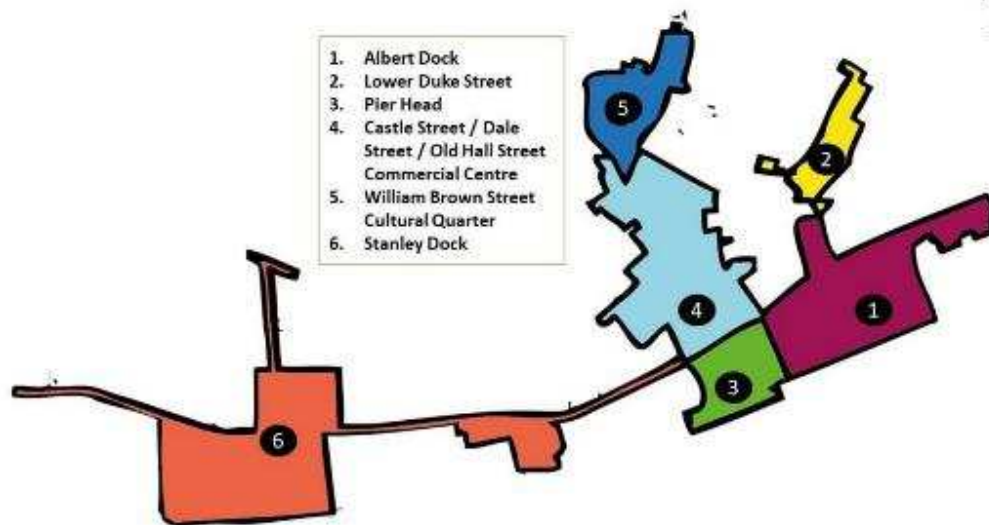 1. Albert Dock
2. Lower Duke Street
3. Pier Head
4. Castle Street / Dale
Street / Old Hall Street
Commercial Centre
5. William Brown Street
Cultural Quarter
6. Stanley Dock
5
2
1
4
3
6